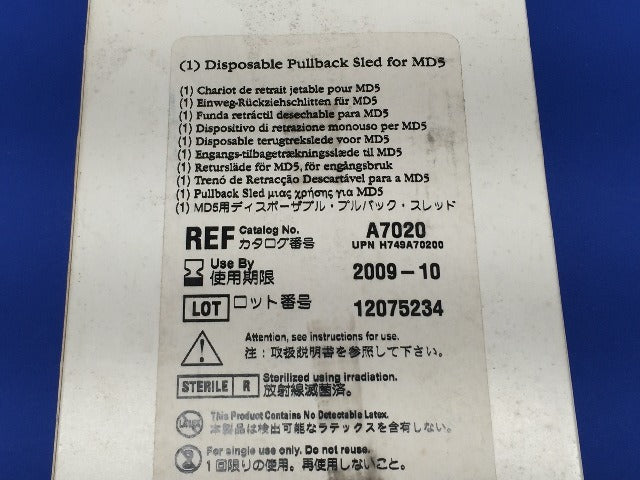 (1) Disposable Pullback Sled for MD5
(1) Chariot de retrait jetable pour MD5
(1) Einweg-Rückziehschlitten für MD5
(1) Funda retráctil desechable para MD5
(1) Dispositivo di retrazione monouso per MD5
(1) Disposable terugtrekslede voor MD5
(1) Engangs-tilbagetrækningsslæde til MD5
(1) Returslåde för MD5, för engångsbruk
(1) Trenó de Retracção Descartável para a MD5
(1) Pullback Sled μιας χρήσης για MD5
(1) MD5用ディスポーザブル・プルバック・スレッド
REF Catalog No. カタログ番号 A7020
UPN H749A70200
Use By 使用期限 2009-10
LOT ロット番号 12075234
Attention, see instructions for use.
注：取扱説明書を参照して下さい。
STERILE R Sterilized using irradiation.
放射線滅菌済。
LATEX This Product Contains No Detectable Latex.
本製品は検出可能なラテックスを含有しない。
For single use only. Do not reuse.
1回限りの使用。再使用しないこと。